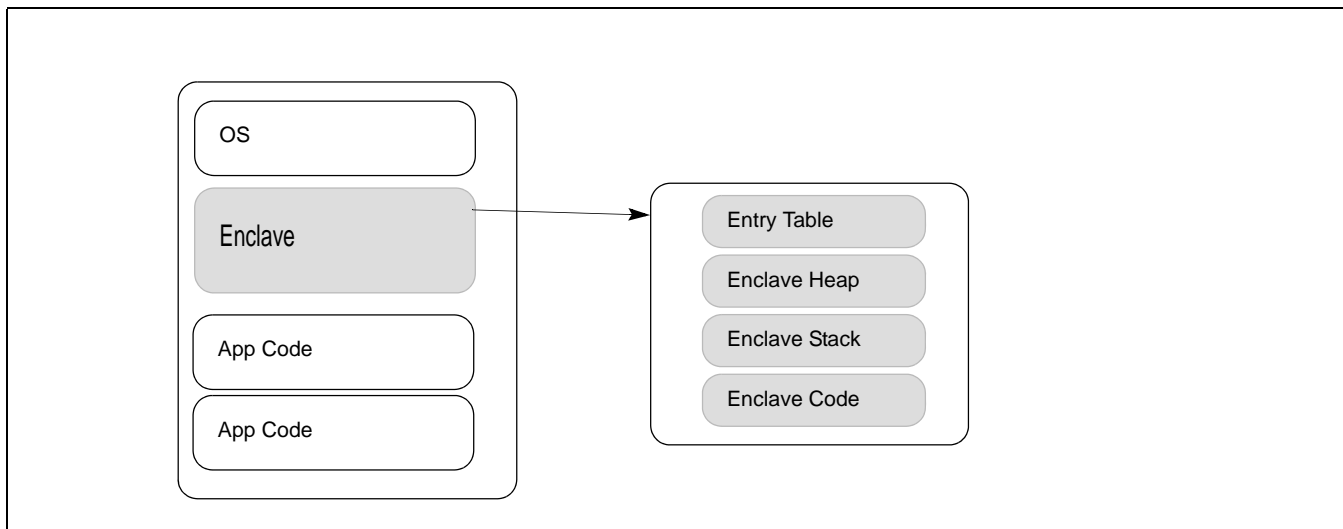 OS
Enclave
App Code
App Code
Entry Table
Enclave Heap
Enclave Stack
Enclave Code